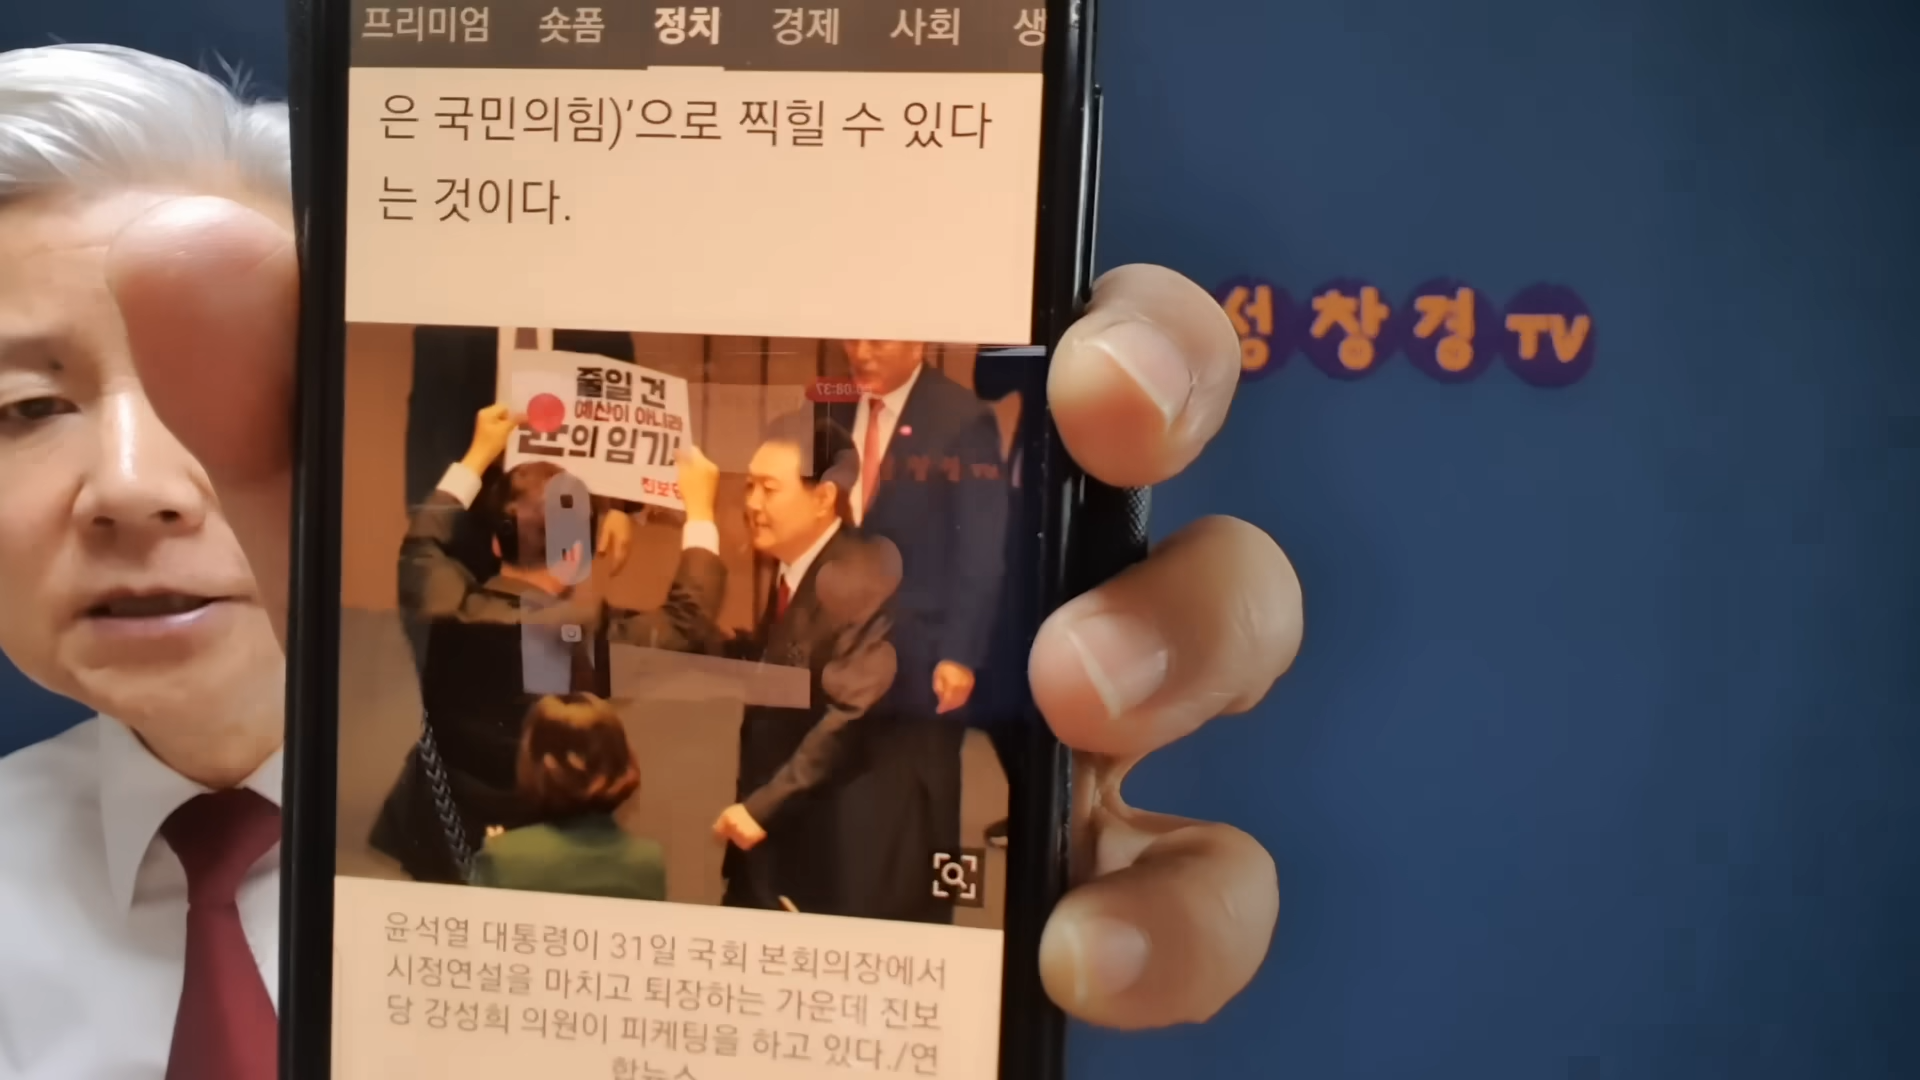 프리미엄 숏폼 정치 경제 사회 생
은 국민의힘)’으로 찍힐 수 있다
는 것이다.
성창경TV
줄일 건
예산이 아니라
의 임기!
진보당
윤석열 대통령이 31일 국회 본회의장에서
시정연설을 마치고 퇴장하는 가운데 진보
당 강성희 의원이 피케팅을 하고 있다./연
합뉴스